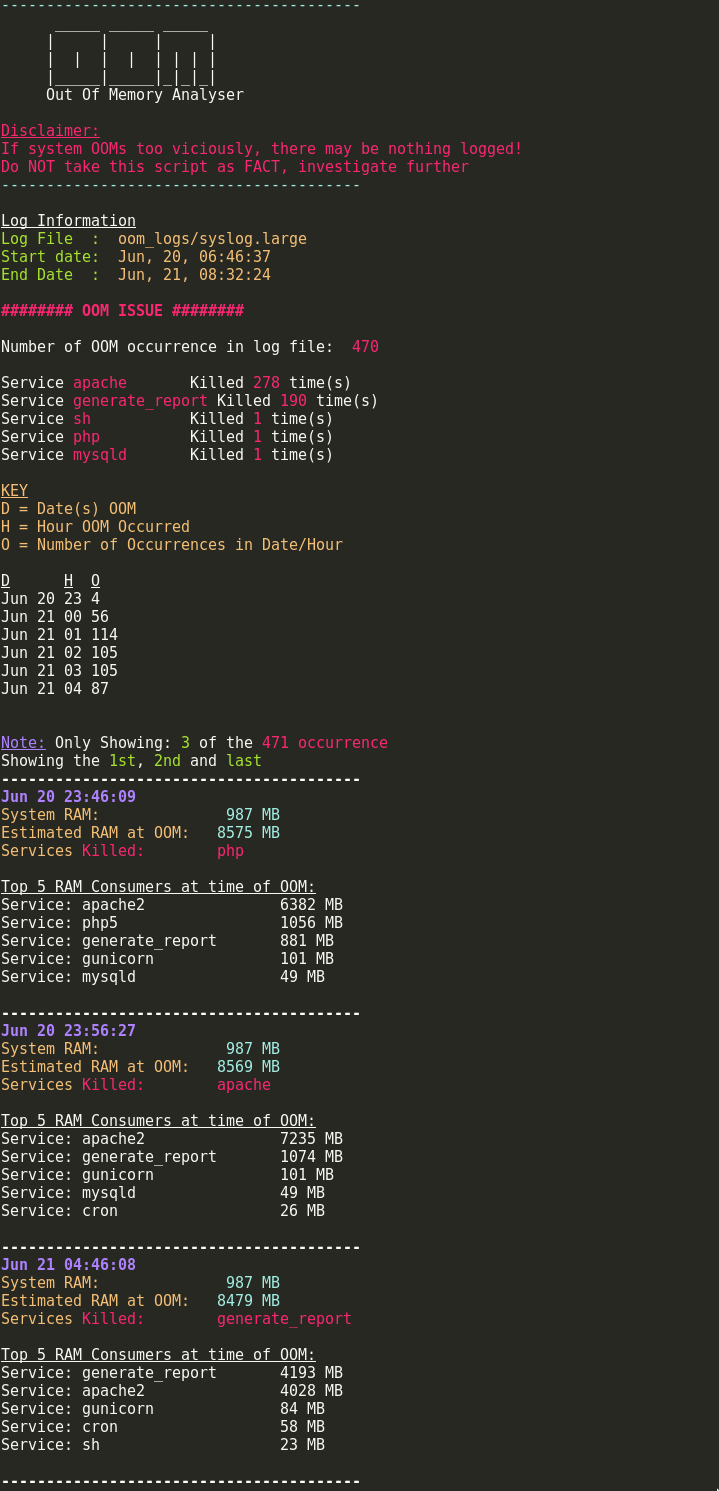 ----------------------------------------
 _____ _____ _____
|     |     |     |
|  |  |  |  | | | |
|_____|_____|_|_|_|
Out Of Memory Analyser
Disclaimer:
If system OOMs too viciously, there may be nothing logged!
Do NOT take this script as FACT, investigate further
----------------------------------------
Log Information
Log File  :  oom_logs/syslog.large
Start date:  Jun, 20, 06:46:37
End Date  :  Jun, 21, 08:32:24
######## OOM ISSUE ########
Number of OOM occurrence in log file:  470
Service apache       Killed 278 time(s)
Service generate_report Killed 190 time(s)
Service sh           Killed 1 time(s)
Service php          Killed 1 time(s)
Service mysqld       Killed 1 time(s)
KEY
D = Date(s) OOM
H = Hour OOM Occurred
O = Number of Occurrences in Date/Hour
D      H  O
Jun 20 23 4
Jun 21 00 56
Jun 21 01 114
Jun 21 02 105
Jun 21 03 105
Jun 21 04 87
Note: Only Showing: 3 of the 471 occurrence
Showing the 1st, 2nd and last
----------------------------------------
Jun 20 23:46:09
System RAM:              987 MB
Estimated RAM at OOM:   8575 MB
Services Killed:        php
Top 5 RAM Consumers at time of OOM:
Service: apache2               6382 MB
Service: php5                  1056 MB
Service: generate_report       881 MB
Service: gunicorn              101 MB
Service: mysqld                49 MB
----------------------------------------
Jun 20 23:56:27
System RAM:              987 MB
Estimated RAM at OOM:   8569 MB
Services Killed:        apache
Top 5 RAM Consumers at time of OOM:
Service: apache2               7235 MB
Service: generate_report       1074 MB
Service: gunicorn              101 MB
Service: mysqld                49 MB
Service: cron                  26 MB
----------------------------------------
Jun 21 04:46:08
System RAM:              987 MB
Estimated RAM at OOM:   8479 MB
Services Killed:        generate_report
Top 5 RAM Consumers at time of OOM:
Service: generate_report       4193 MB
Service: apache2               4028 MB
Service: gunicorn              84 MB
Service: cron                  58 MB
Service: sh                    23 MB
----------------------------------------